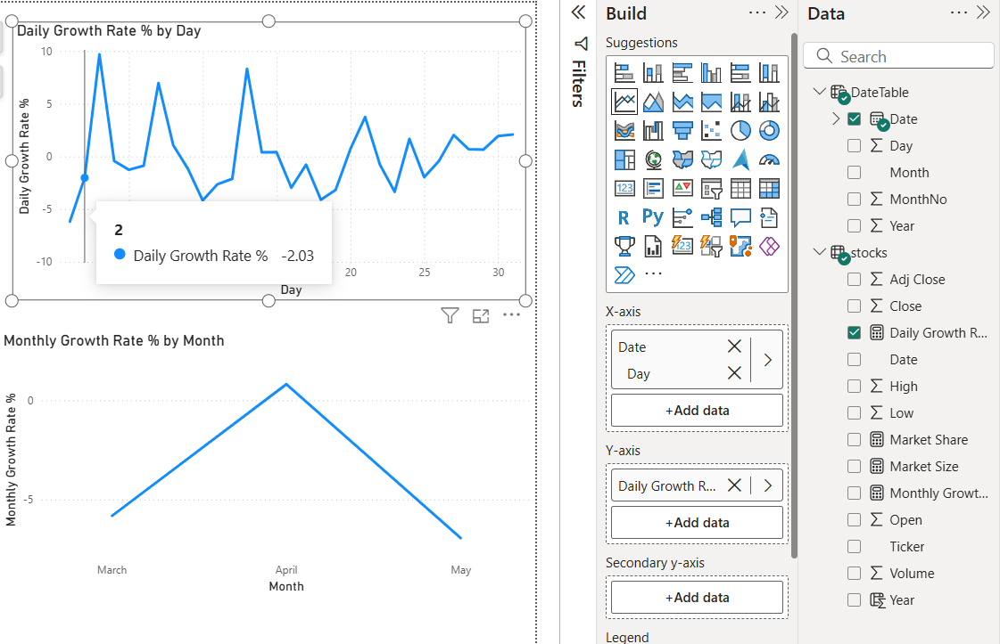 Daily Growth Rate % by Day
10
5
0
-5
-10
Daily Growth Rate %
2
Daily Growth Rate % -2.03
20
25
30
Day
Monthly Growth Rate % by Month
0
-5
Monthly Growth Rate %
March
April
May
Month
Filters
Build
Suggestions
123
R
Py
123
X-axis
Date
Day
+Add data
Y-axis
Daily Growth R...
+Add data
Secondary y-axis
+Add data
Legend
Data
Search
DateTable
Date
Day
Month
MonthNo
Year
stocks
Adj Close
Close
Daily Growth R...
Date
High
Low
Market Share
Market Size
Monthly Growt...
Open
Ticker
Volume
Year